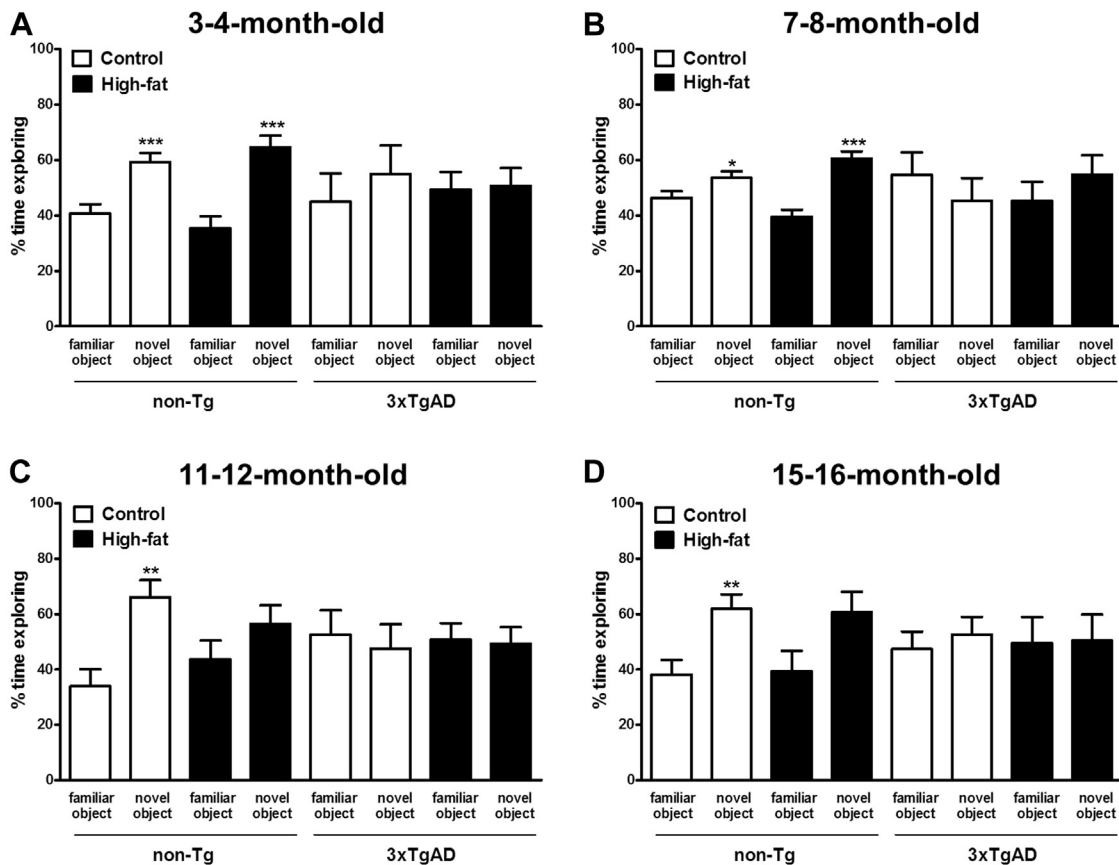 A
3-4-month-old
% time exploring
100
80
60
40
20
0
Control
High-fat
***
***
familiar object
novel object
familiar object
novel object
familiar object
novel object
familiar object
novel object
non-Tg
3xTgAD
B
7-8-month-old
% time exploring
100
80
60
40
20
0
Control
High-fat
*
***
familiar object
novel object
familiar object
novel object
familiar object
novel object
familiar object
novel object
non-Tg
3xTgAD
C
11-12-month-old
% time exploring
100
80
60
40
20
0
Control
High-fat
**
familiar object
novel object
familiar object
novel object
familiar object
novel object
familiar object
novel object
non-Tg
3xTgAD
D
15-16-month-old
% time exploring
100
80
60
40
20
0
Control
High-fat
**
familiar object
novel object
familiar object
novel object
familiar object
novel object
familiar object
novel object
non-Tg
3xTgAD